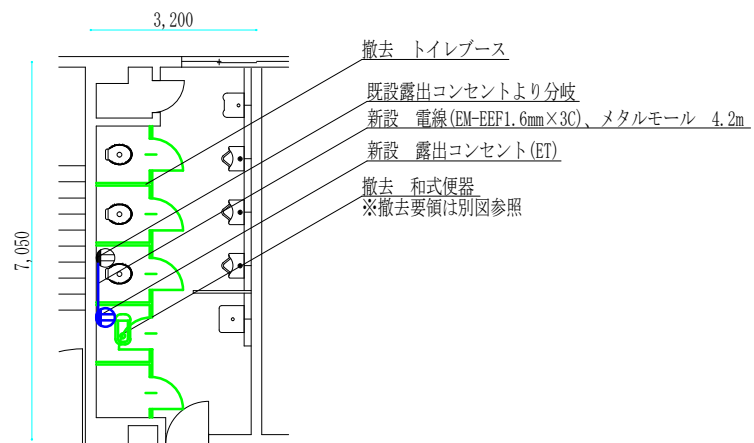 3,200
撤去　トイレブース
既設露出コンセントより分岐
新設　電線(EM-EEF1.6mm×3C)、メタルモール　4.2m
新設　露出コンセント(ET)
撤去　和式便器
※撤去要領は別図参照
7,050